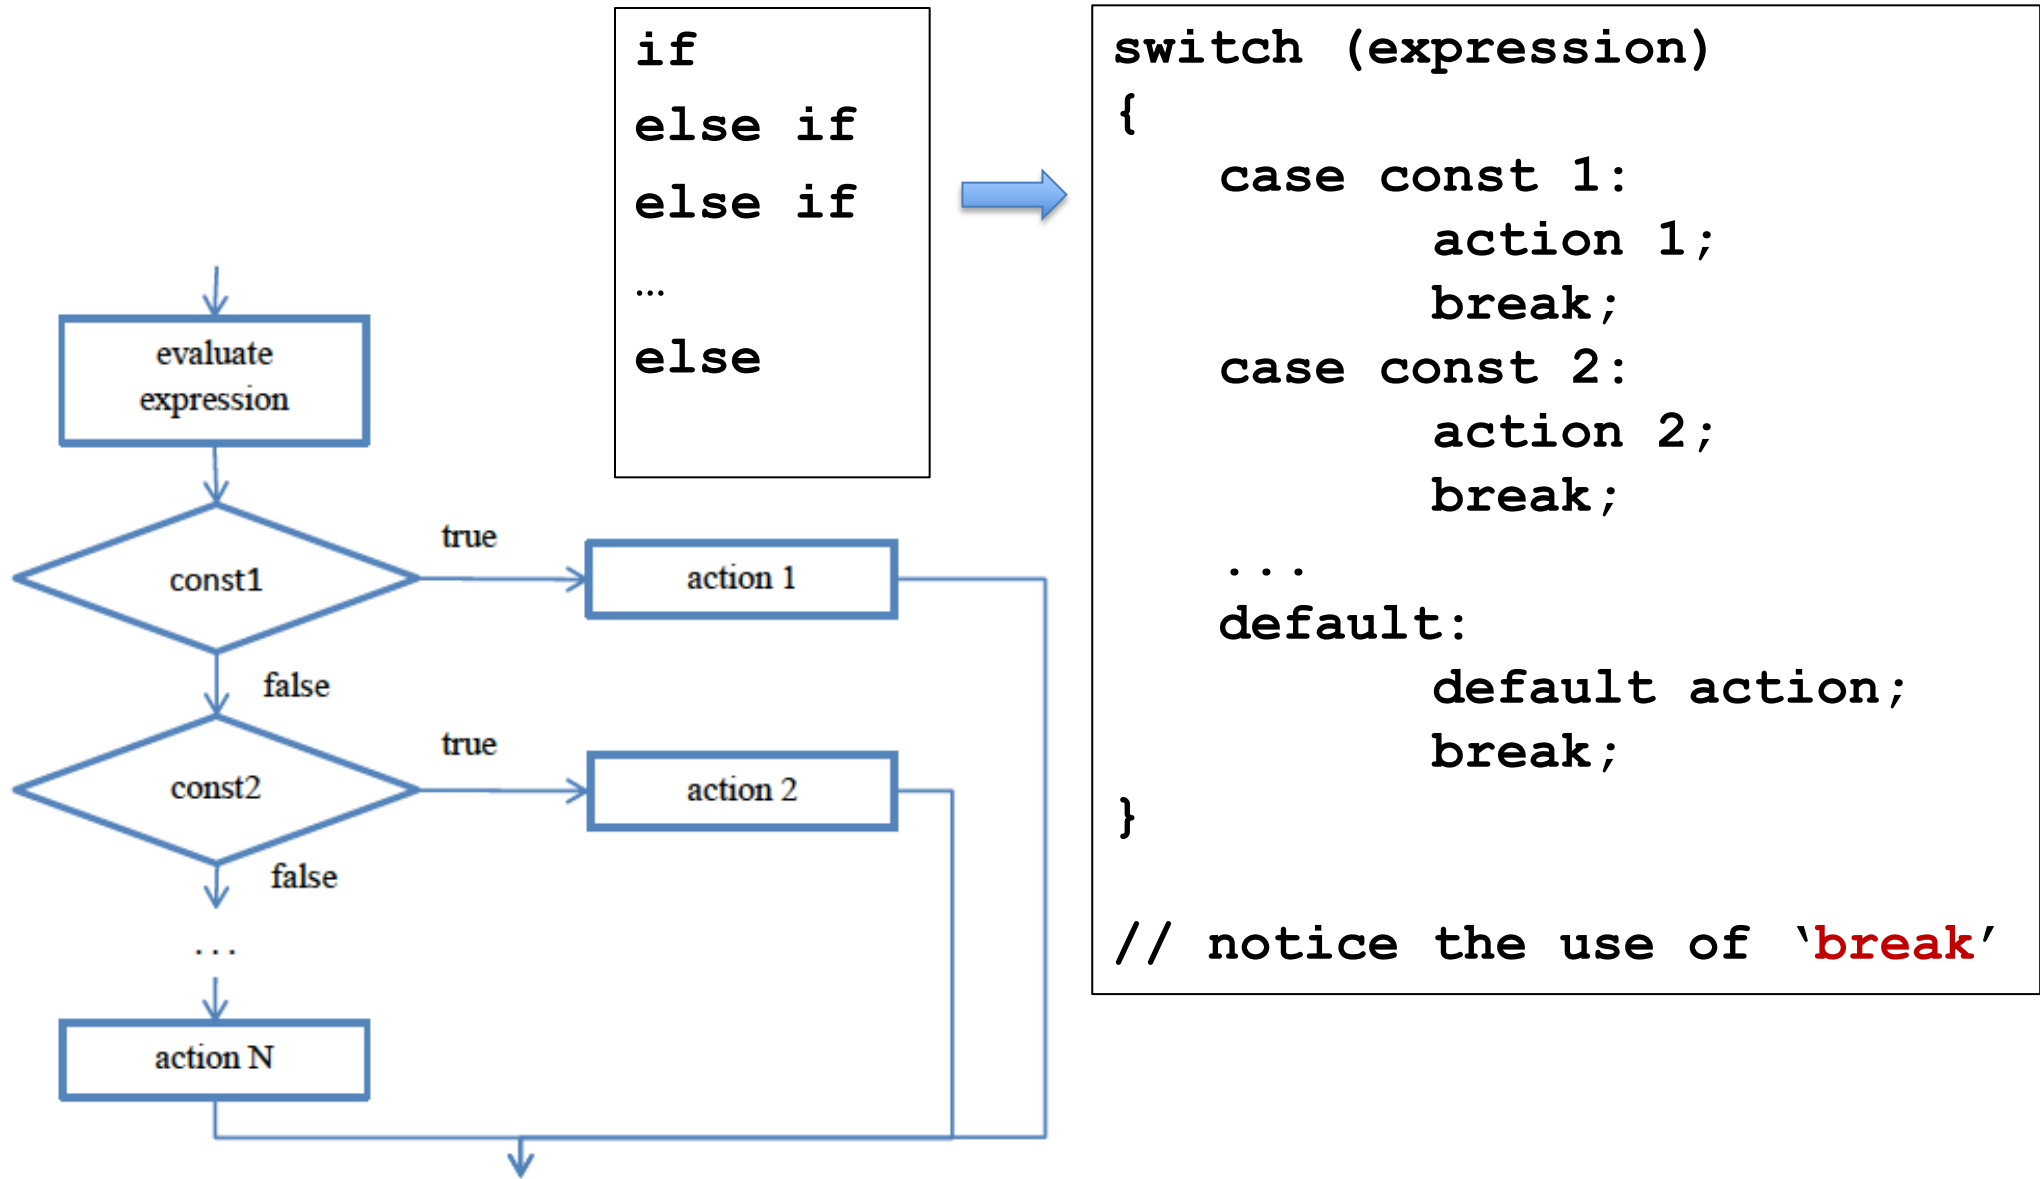 if
else if
else if
...
else
switch (expression)
{
case const 1:
action 1;
break;
case const 2:
action 2;
break;
...
default:
default action;
break;
}
// notice the use of ‘break’
evaluate
expression
const1
true
action 1
false
const2
true
action 2
false
...
action N